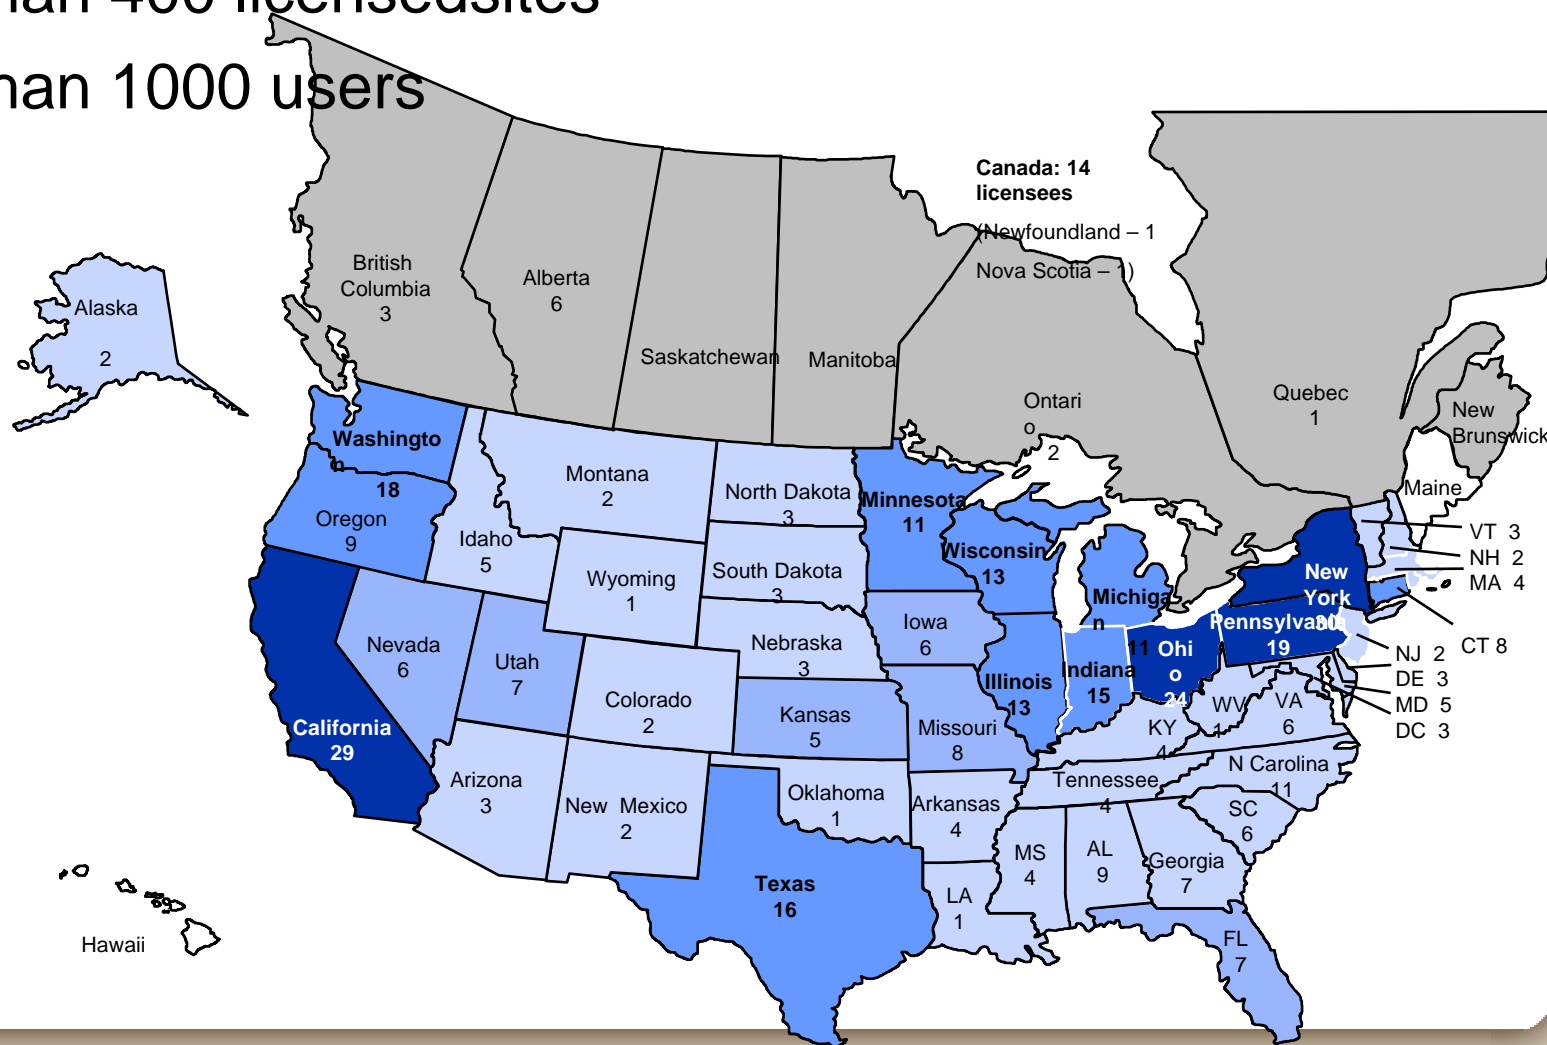 han 400 licensedsites
han 1000 users
Canada: 14
licensees
(Newfoundland – 1
Nova Scotia – 1)
British
Columbia
3
Alberta
6
Saskatchewan
Manitoba
Ontari
o
2
Quebec
1
New
Brunswick
Alaska
2
Washingto
n
18
Oregon
9
Idaho
5
Montana
2
North Dakota
3
Minnesota
11
Wisconsin
13
Michiga
n
11
Maine
VT 3
NH 2
MA 4
CT 8
New
York
30
Pennsylvania
19
NJ 2
DE 3
MD 5
DC 3
Wyoming
1
South Dakota
3
Nebraska
3
Iowa
6
Illinois
13
Indiana
15
Ohi
o
24
WV
1
VA
6
KY
4
California
29
Nevada
6
Utah
7
Colorado
2
Kansas
5
Missouri
8
Tennessee
4
N Carolina
11
SC
6
Arizona
3
New Mexico
2
Oklahoma
1
Arkansas
4
MS
4
AL
9
Georgia
7
Texas
16
LA
1
FL
7
Hawaii